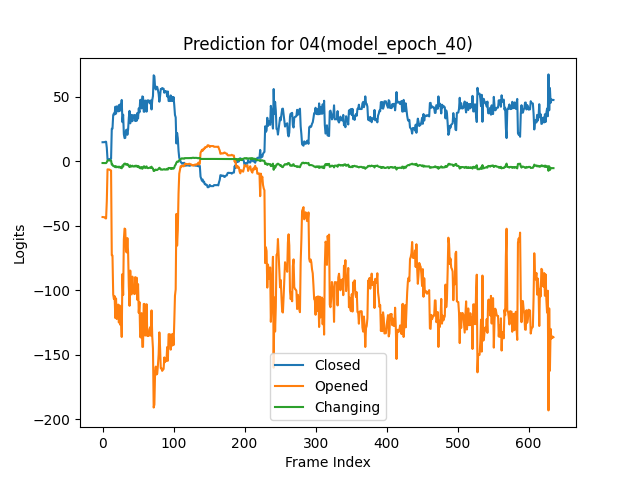 Prediction for 04(model_epoch_40)
Logits
50
0
−50
−100
−150
−200
Closed
Opened
Changing
0 100 200 300 400 500 600
Frame Index